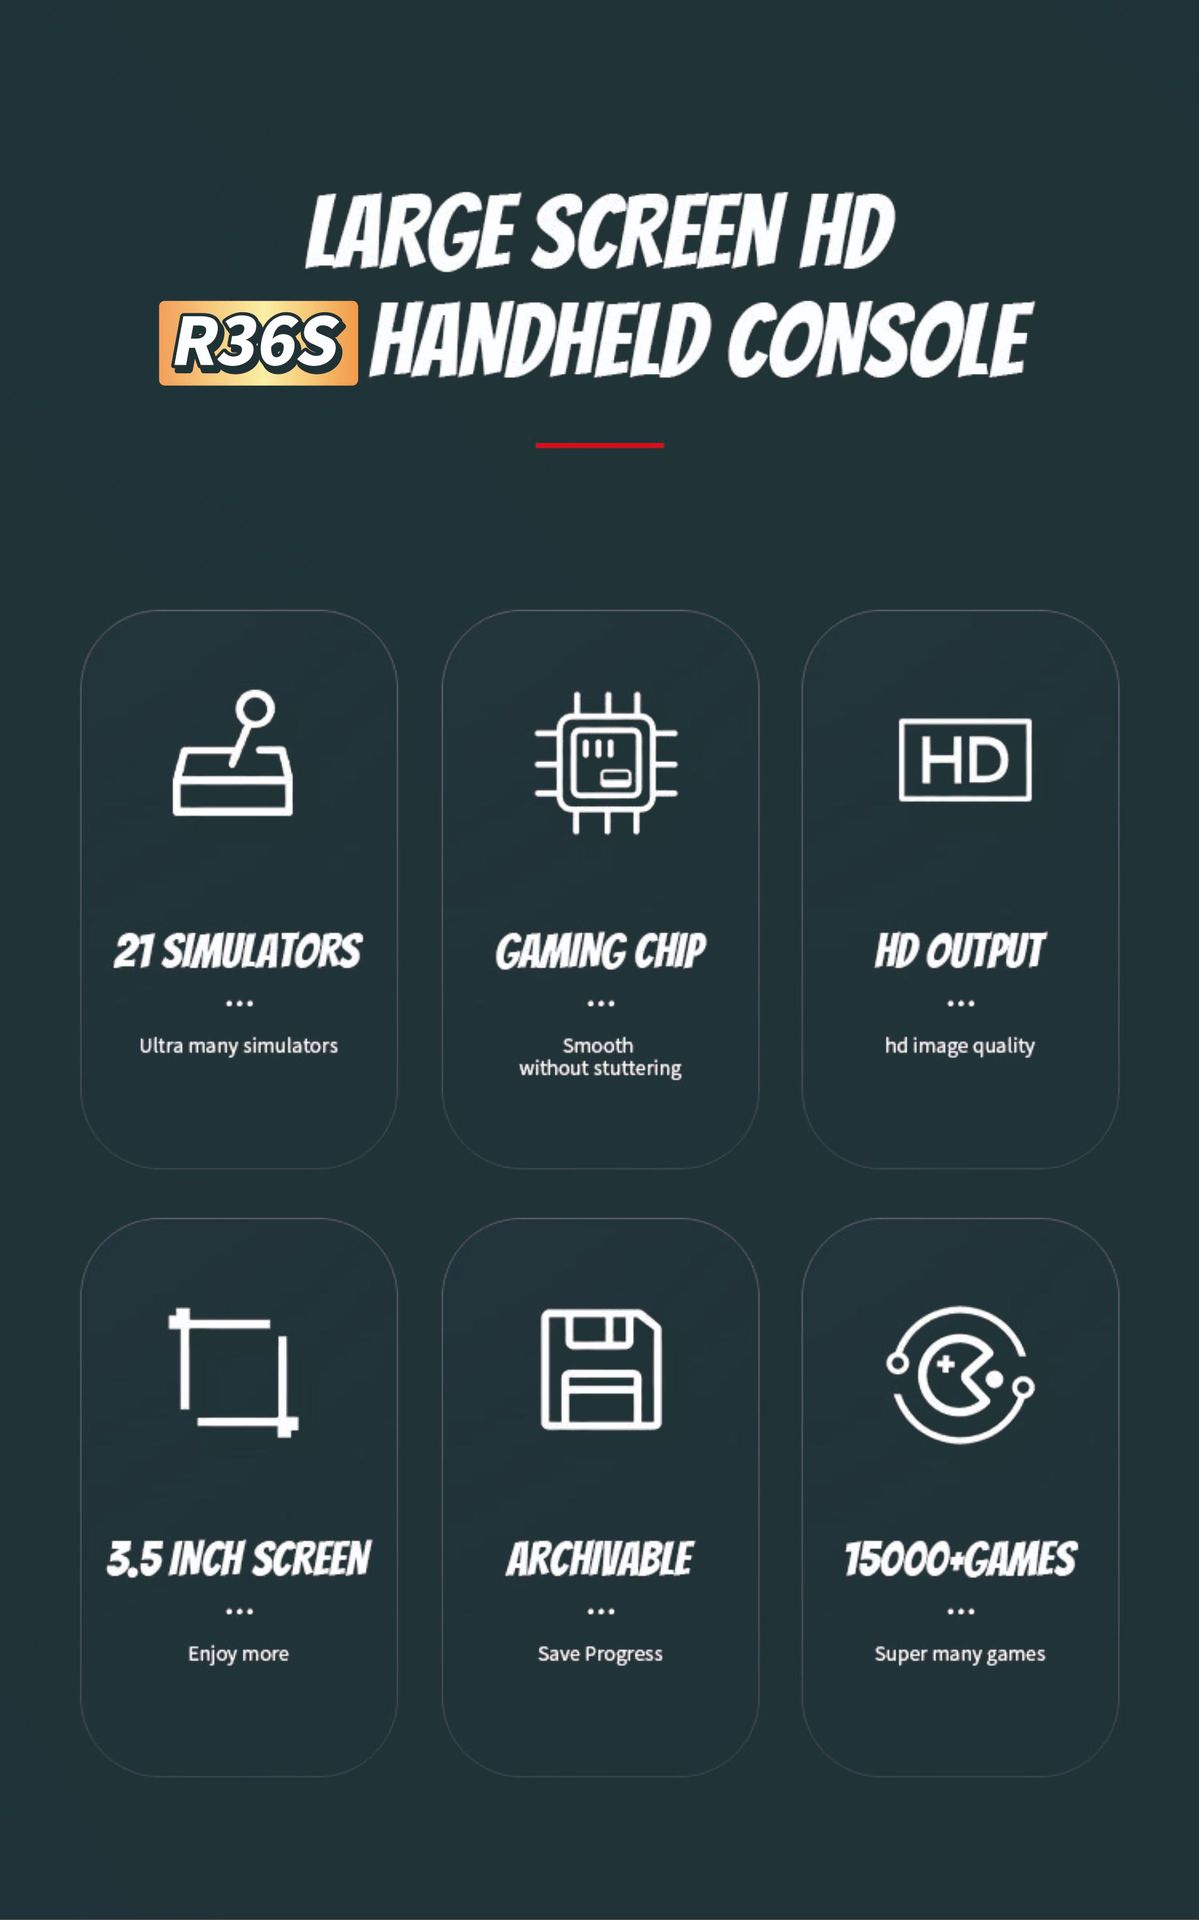 LARGE SCREEN HD
R36S HANDHELD CONSOLE
HD
21 SIMULATORS
...
Ultra many simulators
GAMING CHIP
...
Smooth
without stuttering
HD OUTPUT
...
hd image quality
3.5 INCH SCREEN
...
Enjoy more
ARCHIVABLE
...
Save Progress
15000+GAMES
...
Super many games